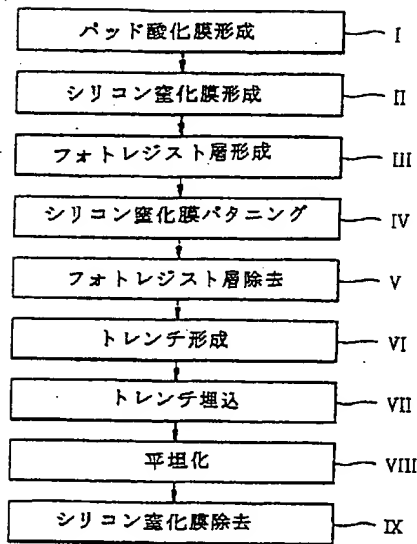 パッド酸化膜形成 I
シリコン窒化膜形成 II
フォトレジスト層形成 III
シリコン窒化膜パタニング IV
フォトレジスト層除去 V
トレンチ形成 VI
トレンチ埋込 VII
平坦化 VIII
シリコン窒化膜除去 IX